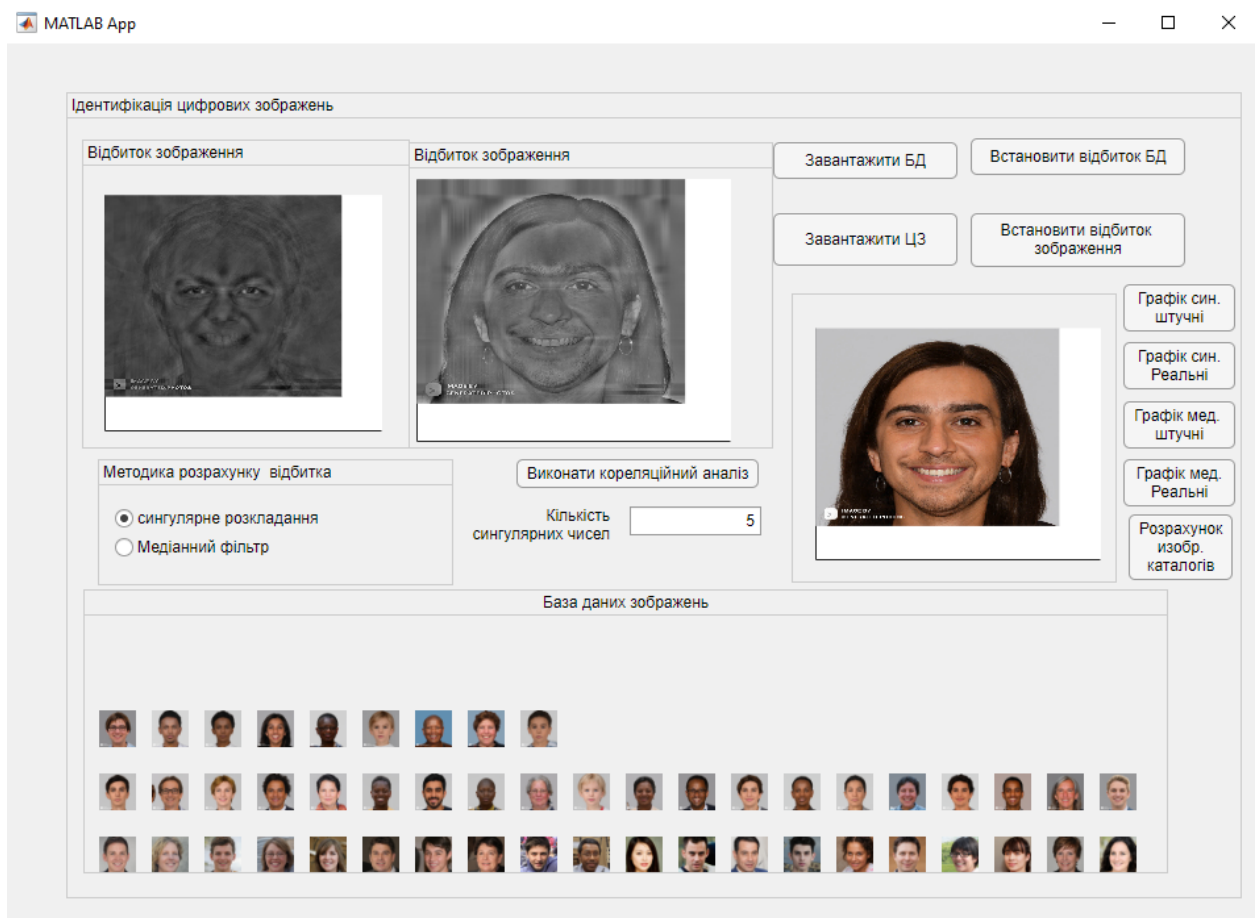 MATLAB App
Ідентифікація цифрових зображень
Відбиток зображення
Відбиток зображення
Завантажити БД
Встановити відбиток БД
Завантажити ЦЗ
Встановити відбиток
зображення
Графік син.
штучні
Графік син.
Реальні
Графік мед.
штучні
Графік мед.
Реальні
Розрахунок
изобр.
каталогів
Методика розрахунку відбитка
сингулярне розкладання
Медіанний фільтр
Виконати кореляційний аналіз
Кількість
сингулярних чисел
5
База даних зображень